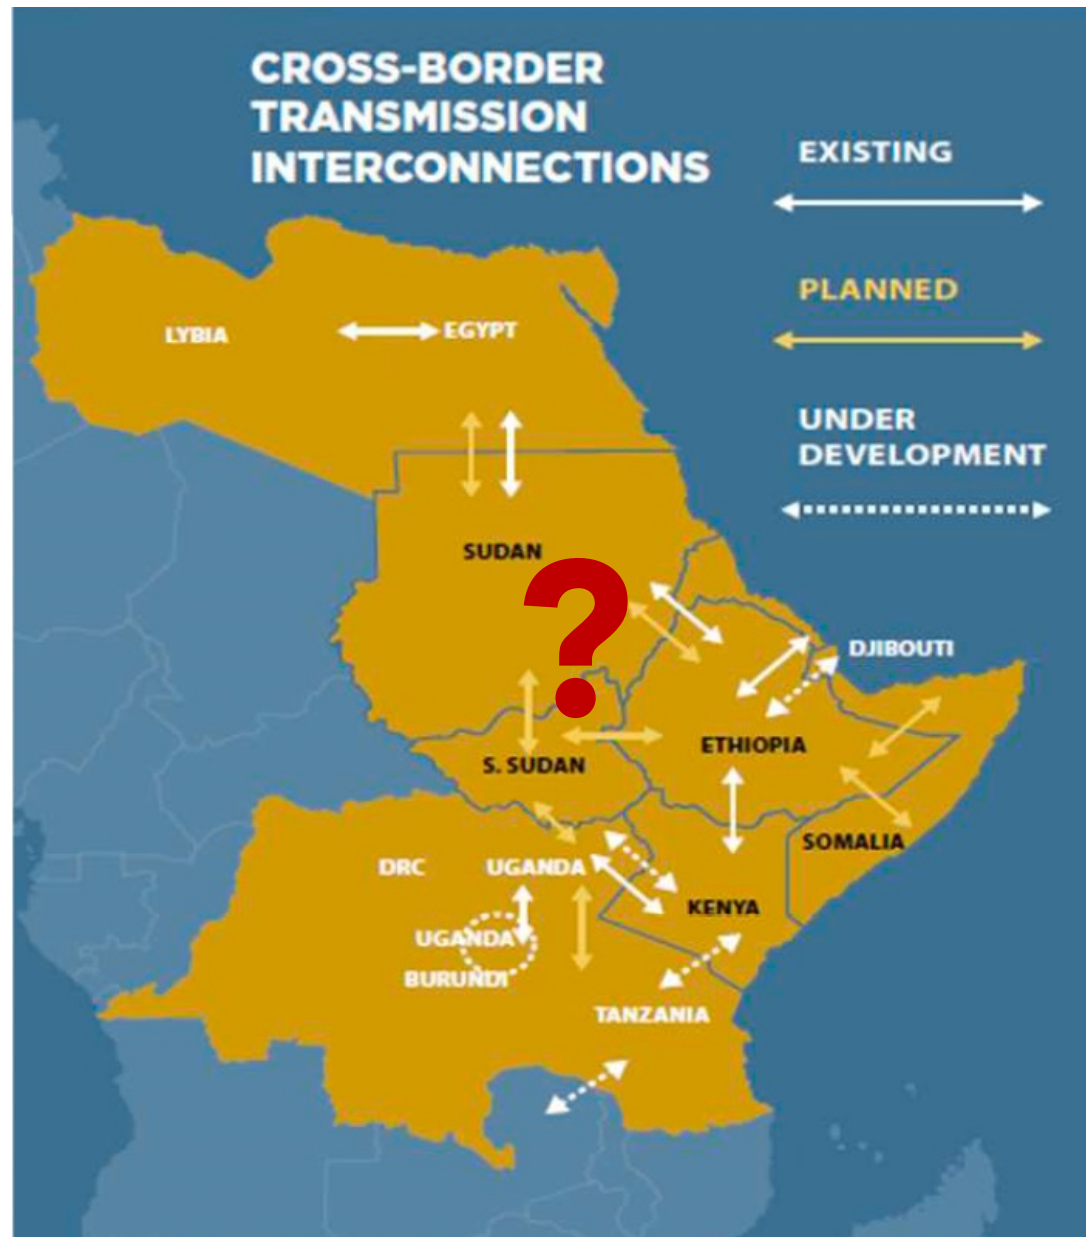 CROSS-BORDER
TRANSMISSION
INTERCONNECTIONS
EXISTING
PLANNED
UNDER
DEVELOPMENT
LYBIA
EGYPT
SUDAN
?
DJIBOUTI
ETHIOPIA
S. SUDAN
SOMALIA
DRC
UGANDA
KENYA
UGANDA
BURUNDI
TANZANIA